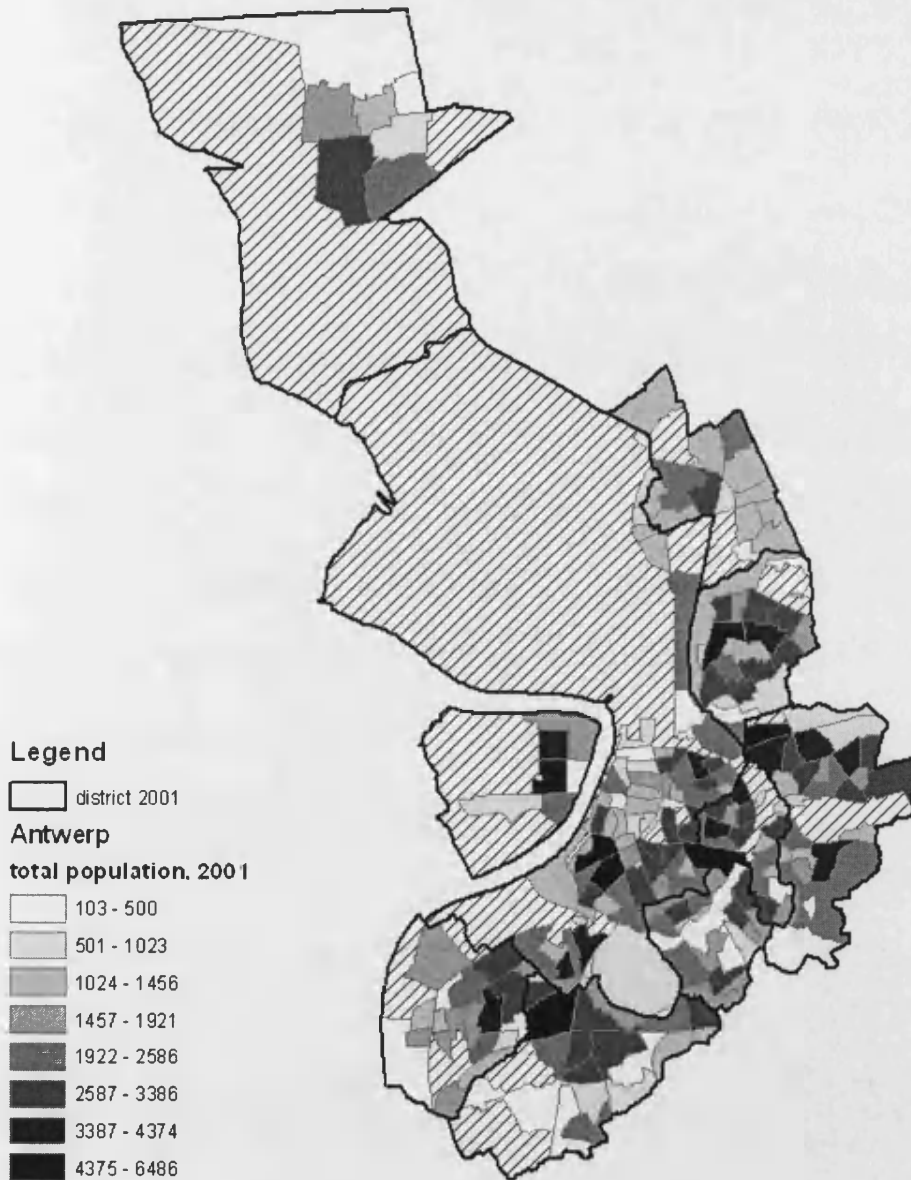 Legend
district 2001
Antwerp
total population. 2001
103 - 500
501 - 1023
1024 - 1456
1457 - 1921
1922 - 2586
2587 - 3386
3387 - 4374
4375 - 6486